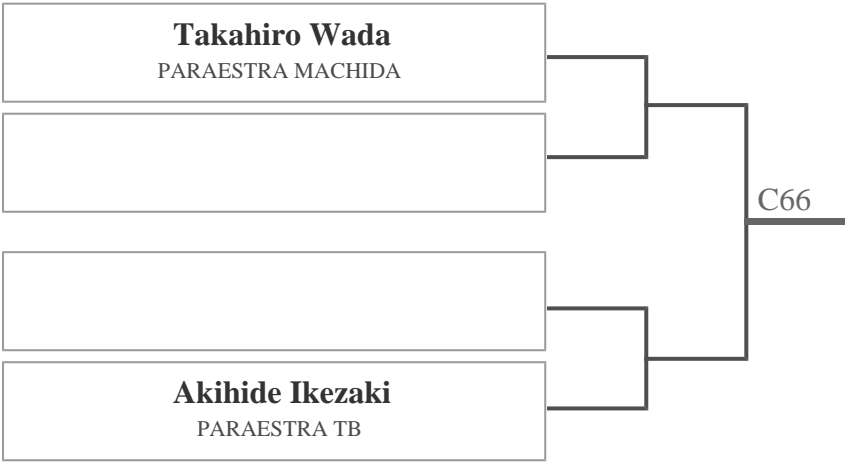 Takahiro Wada
PARAESTRA MACHIDA
C66
Akihide Ikezaki
PARAESTRA TB